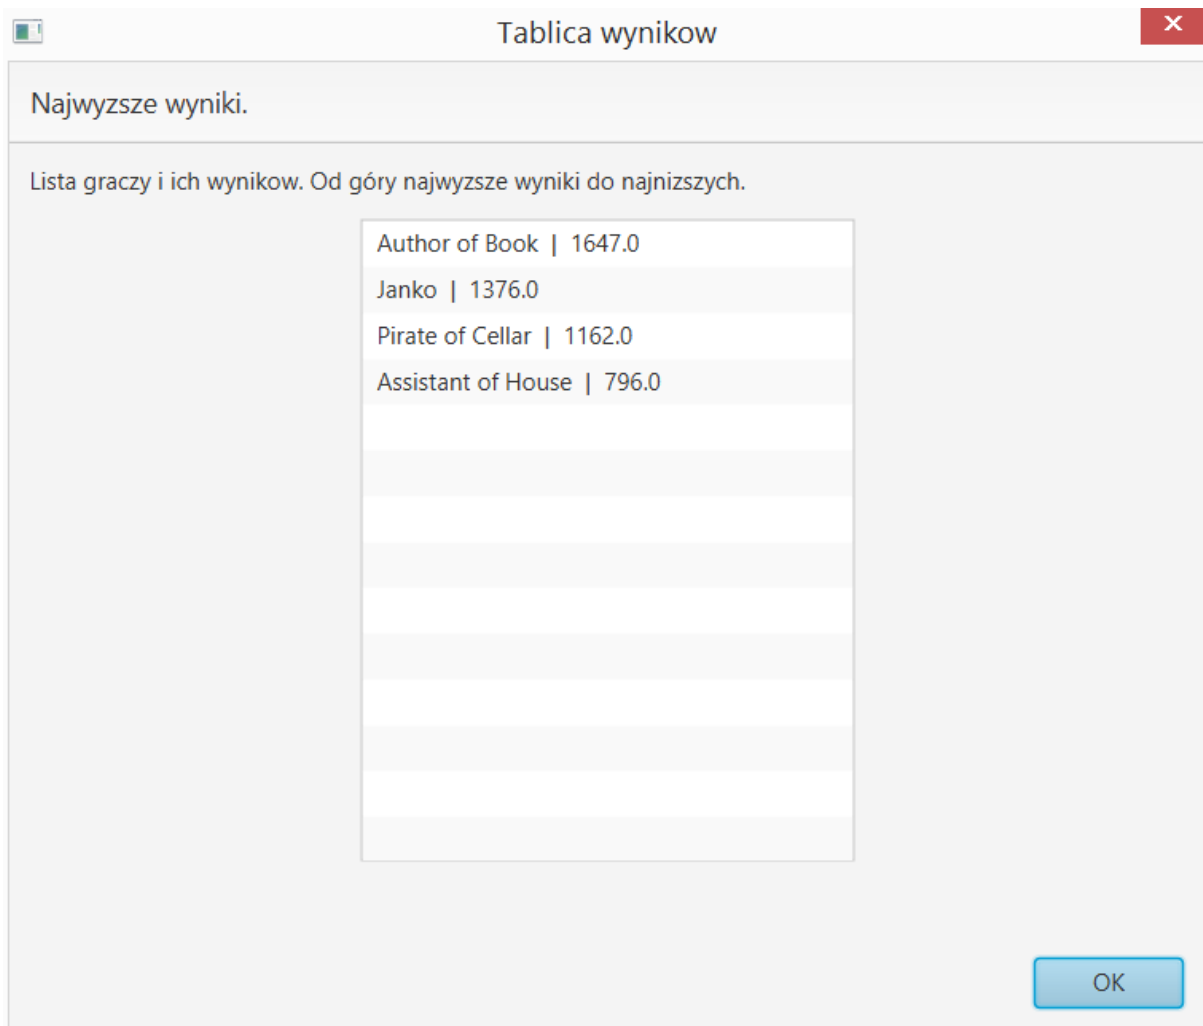 Tablica wynikow
Najwyzsze wyniki.
Lista graczy i ich wynikow. Od góry najwyzsze wyniki do najnizszych.
Author of Book | 1647.0
Janko | 1376.0
Pirate of Cellar | 1162.0
Assistant of House | 796.0
OK